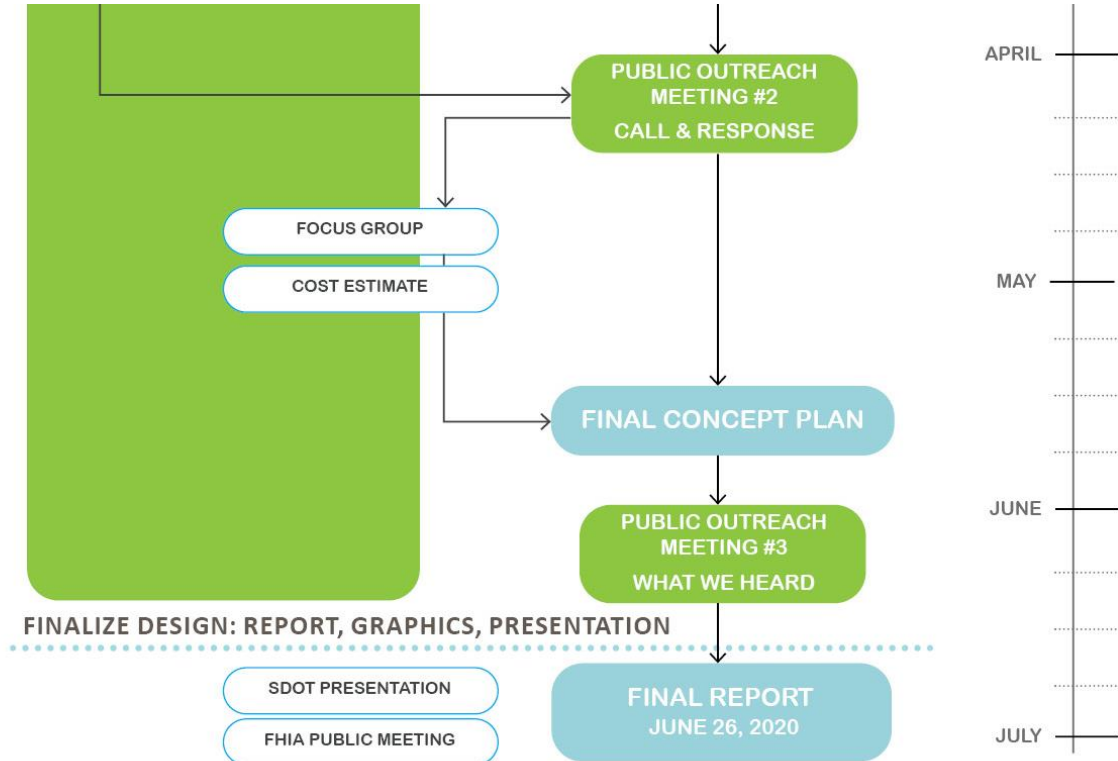 APRIL
PUBLIC OUTREACH
MEETING #2
CALL & RESPONSE
FOCUS GROUP
COST ESTIMATE
MAY
FINAL CONCEPT PLAN
JUNE
PUBLIC OUTREACH
MEETING #3
WHAT WE HEARD
FINALIZE DESIGN: REPORT, GRAPHICS, PRESENTATION
SDOT PRESENTATION
FHIA PUBLIC MEETING
FINAL REPORT
JUNE 26, 2020
JULY